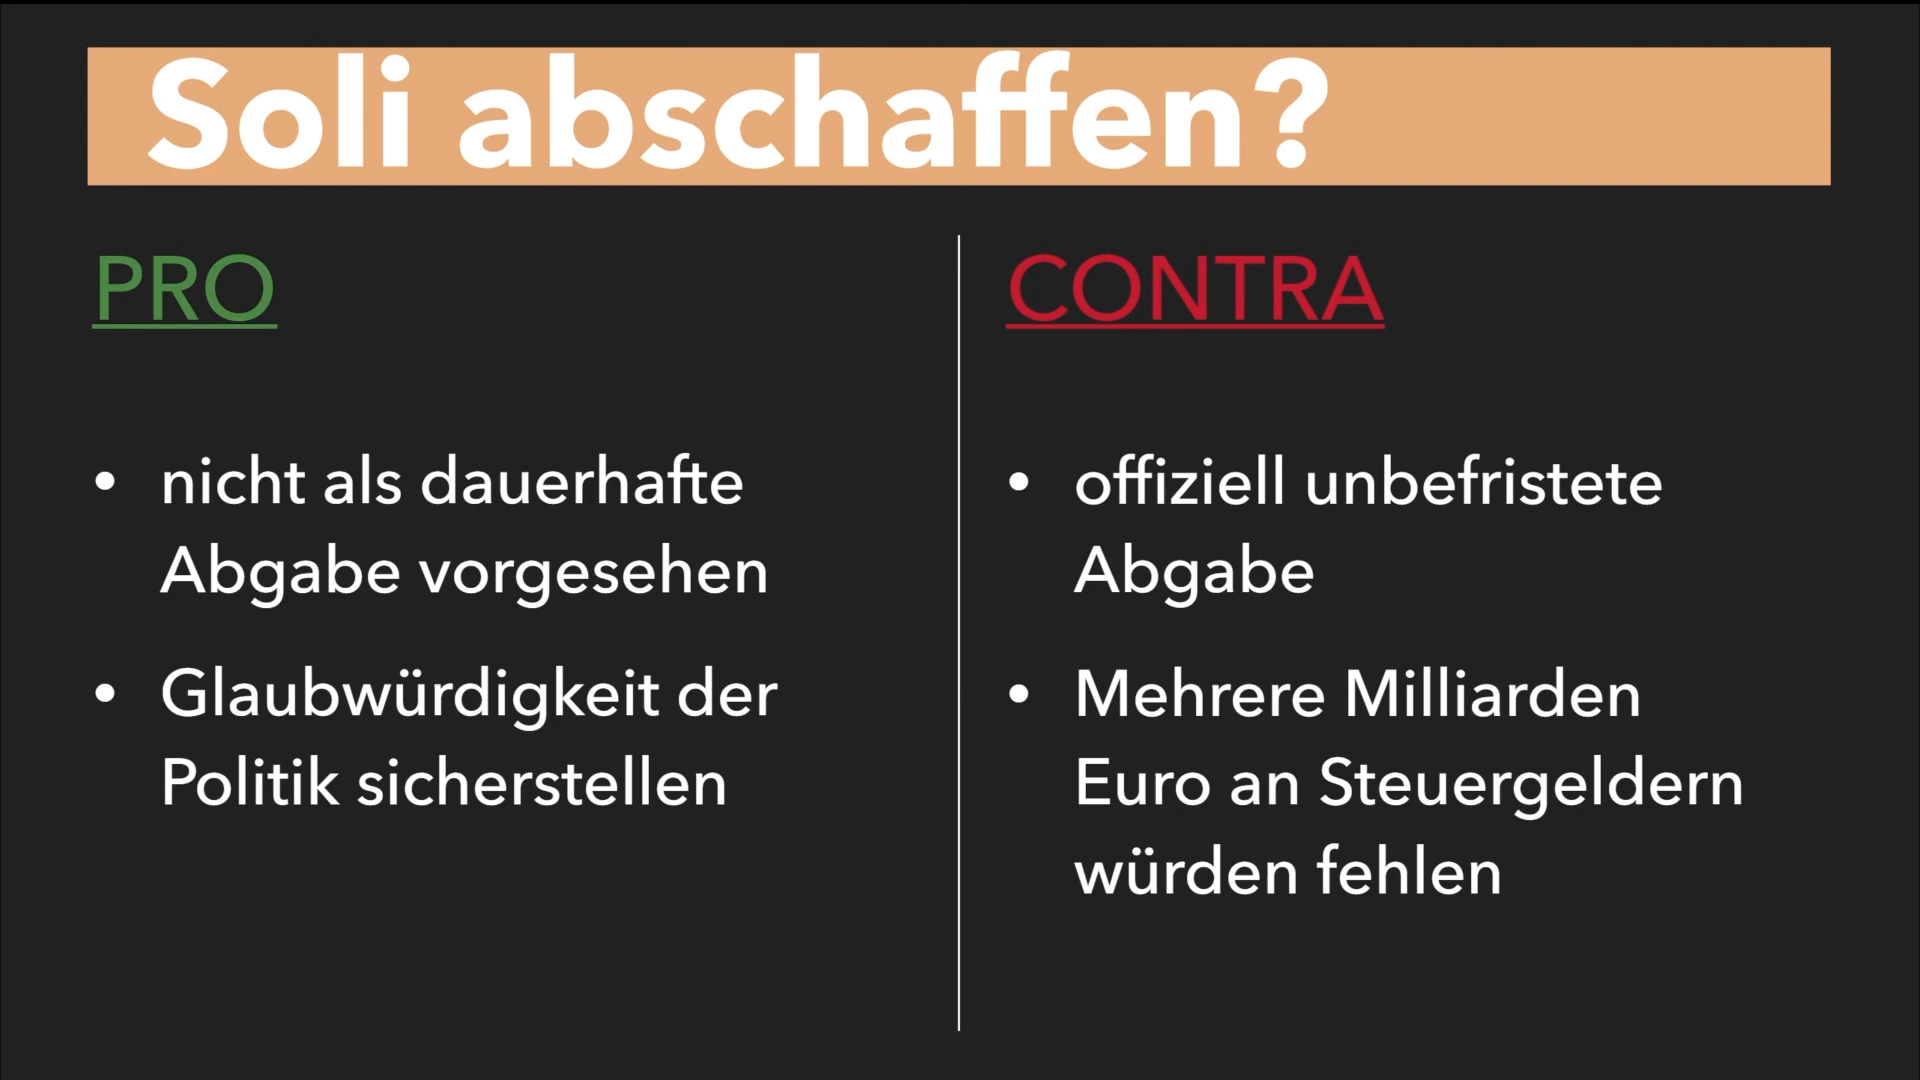 Soli abschaffen?
PRO
• nicht als dauerhafte
Abgabe vorgesehen
• Glaubwürdigkeit der
Politik sicherstellen
CONTRA
• offiziell unbefristete
Abgabe
• Mehrere Milliarden
Euro an Steuergeldern
würden fehlen